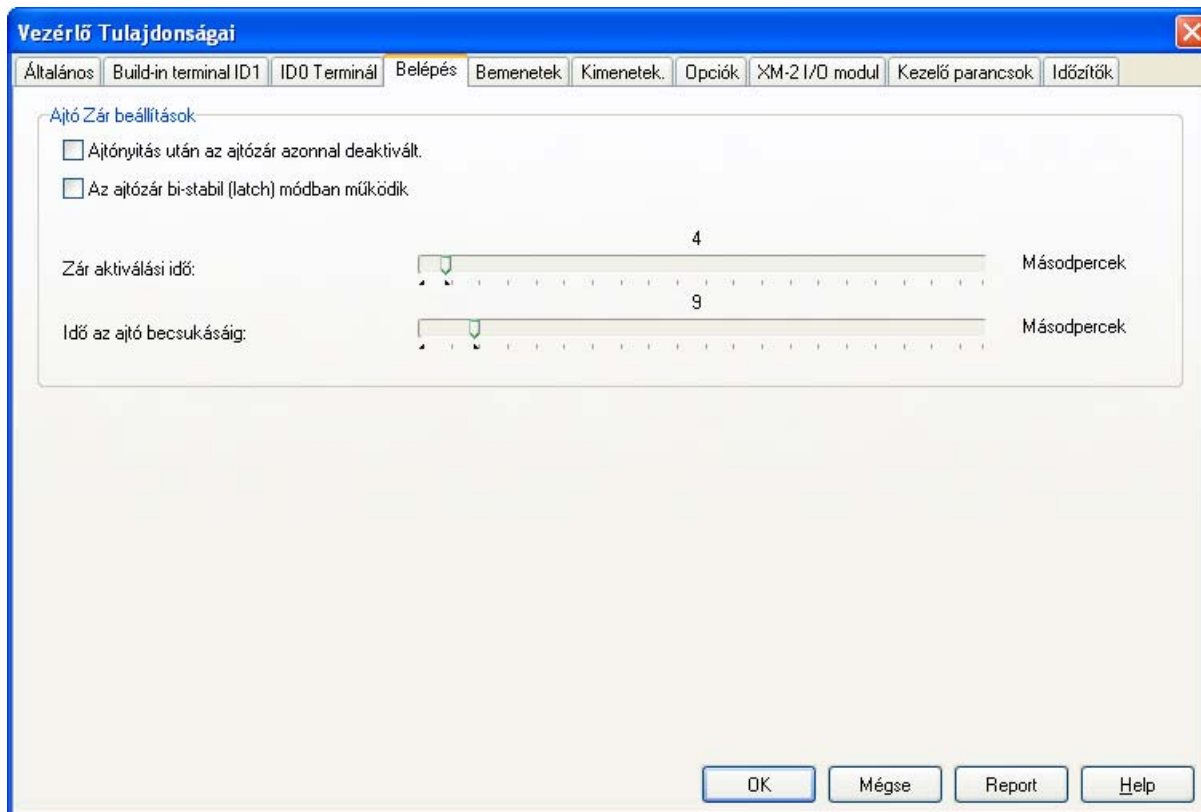 Vezérlő Tulajdonságai
Általános Build-in terminal ID1 ID0 Terminál Belépés Bemenetek Kimenetek. Opciók XM-2 I/O modul Kezelő parancsok Időzítők
Ajtó Zár beállítások
Ajtónyitás után az ajtózár azonnal deaktivált.
Az ajtózár bi-stabil (latch) módban működik
4
Zár aktiválási idő: Másodpercek
9
Idő az ajtó becsukásáig: Másodpercek
OK Mégse Report Help